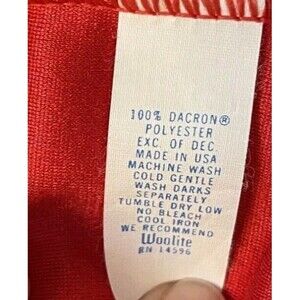 100% DACRON®
POLYESTER
EXC. OF DEC.
MADE IN USA
MACHINE WASH
COLD GENTLE
WASH DARKS
SEPARATELY
TUMBLE DRY LOW
NO BLEACH
COOL IRON
WE RECOMMEND
Woolite
RN 14596